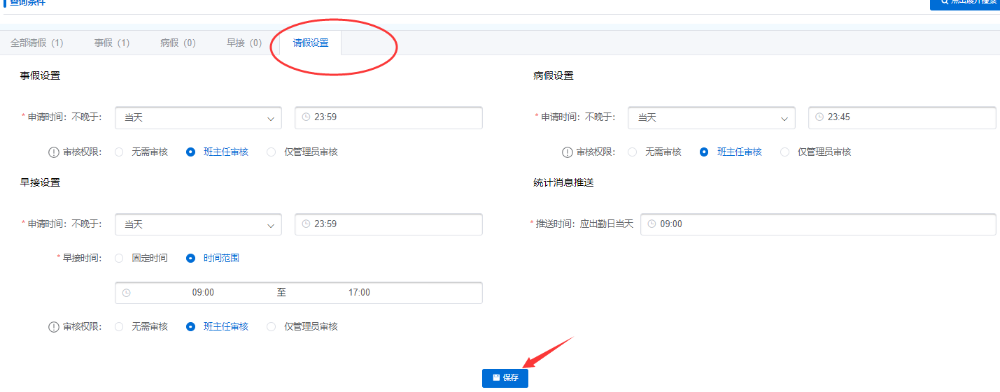 查询条件
点击展开搜索
全部请假（1） 事假（1） 病假（0） 早接（0） 请假设置
事假设置
病假设置
* 申请时间：不晚于： 当天 23:59
* 申请时间：不晚于： 当天 23:45
审核权限： 无需审核 班主任审核 仅管理员审核
审核权限： 无需审核 班主任审核 仅管理员审核
早接设置
统计消息推送
* 申请时间：不晚于： 当天 23:59
* 推送时间：应出勤日当天 09:00
* 早接时间： 固定时间 时间范围
09:00 至 17:00
审核权限： 无需审核 班主任审核 仅管理员审核
保存